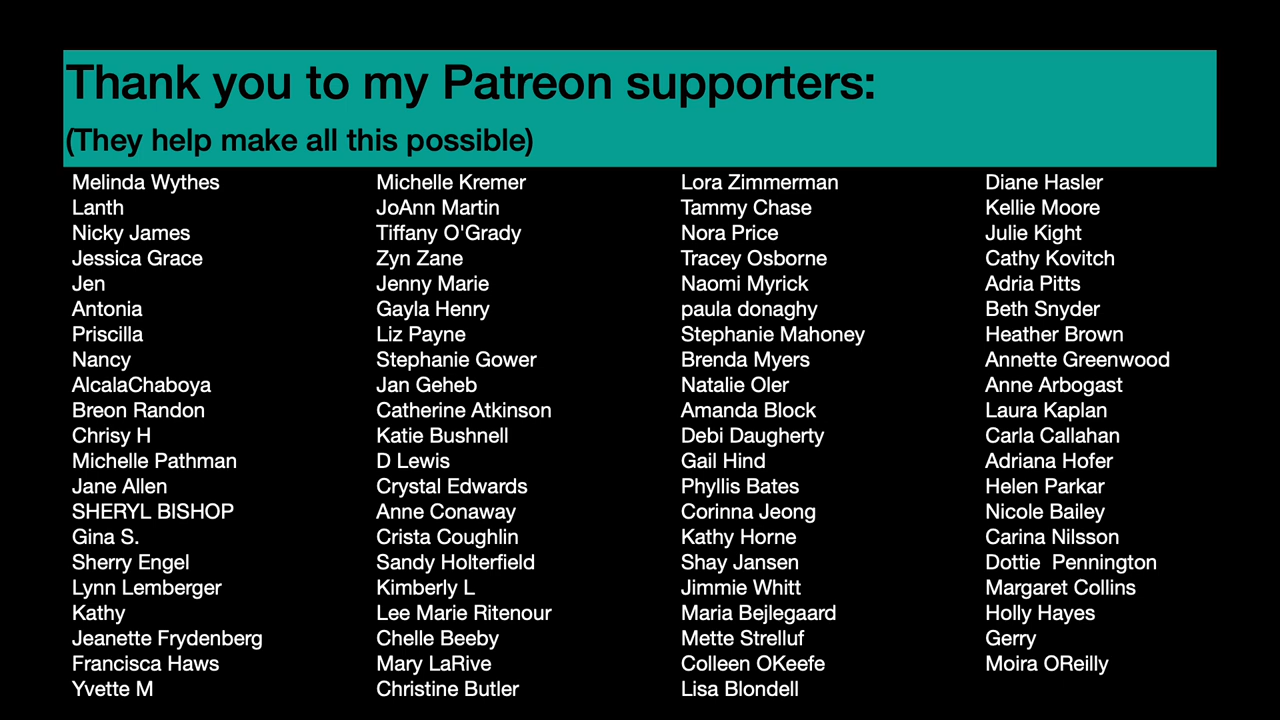 Thank you to my Patreon supporters:
(They help make all this possible)
Melinda Wythes
Lanth
Nicky James
Jessica Grace
Jen
Antonia
Priscilla
Nancy
AlcalaChaboya
Breon Randon
Chrisy H
Michelle Pathman
Jane Allen
SHERYL BISHOP
Gina S.
Sherry Engel
Lynn Lemberger
Kathy
Jeanette Frydenberg
Francisca Haws
Yvette M
Michelle Kremer
JoAnn Martin
Tiffany O'Grady
Zyn Zane
Jenny Marie
Gayla Henry
Liz Payne
Stephanie Gower
Jan Geheb
Catherine Atkinson
Katie Bushnell
D Lewis
Crystal Edwards
Anne Conaway
Crista Coughlin
Sandy Holterfield
Kimberly L
Lee Marie Ritenour
Chelle Beeby
Mary LaRive
Christine Butler
Lora Zimmerman
Tammy Chase
Nora Price
Tracey Osborne
Naomi Myrick
paula donaghy
Stephanie Mahoney
Brenda Myers
Natalie Oler
Amanda Block
Debi Daugherty
Gail Hind
Phyllis Bates
Corinna Jeong
Kathy Horne
Shay Jansen
Jimmie Whitt
Maria Bejlegaard
Mette Strelluf
Colleen OKeefe
Lisa Blondell
Diane Hasler
Kellie Moore
Julie Kight
Cathy Kovitch
Adria Pitts
Beth Snyder
Heather Brown
Annette Greenwood
Anne Arbogast
Laura Kaplan
Carla Callahan
Adriana Hofer
Helen Parkar
Nicole Bailey
Carina Nilsson
Dottie  Pennington
Margaret Collins
Holly Hayes
Gerry
Moira OReilly